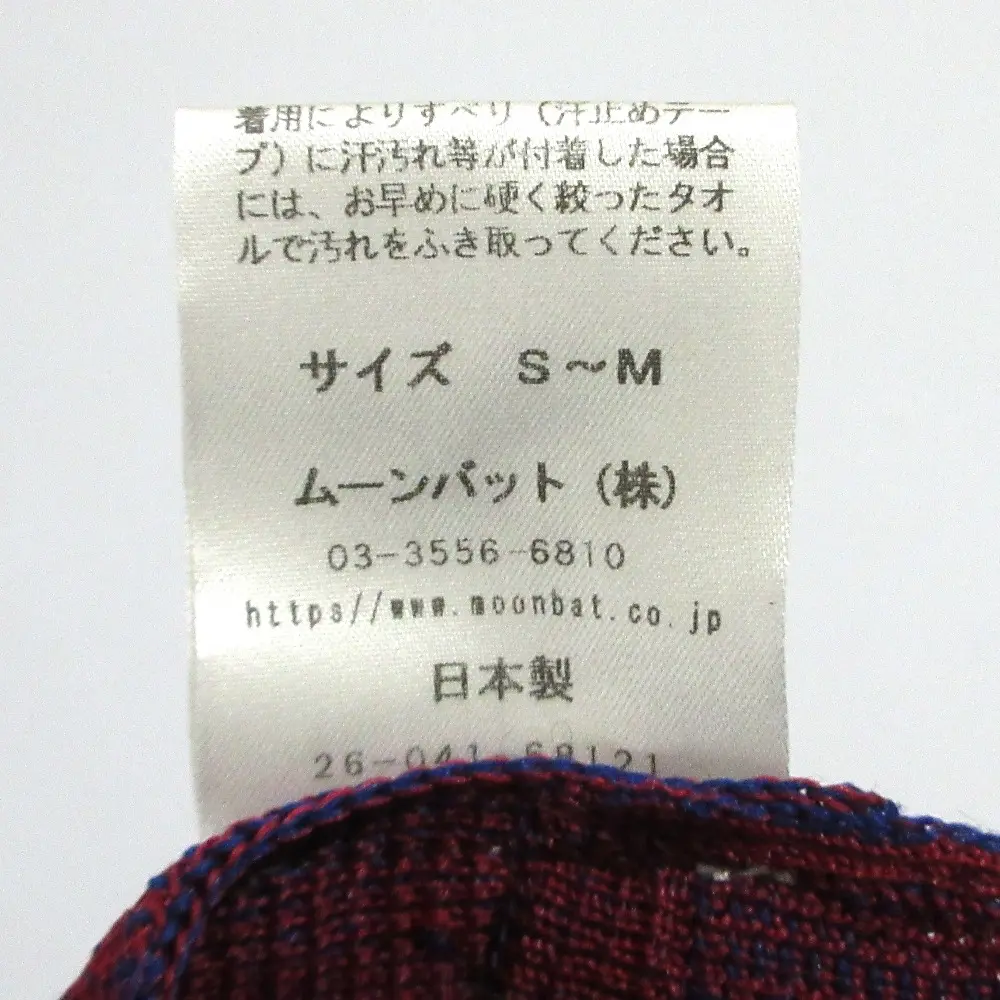 着用によりすべり（汗止めテー
プ）に汗汚れ等が付着した場合
には、お早めに硬く絞ったタオ
ルで汚れをふき取ってください。
サイズ　S～M
ムーンバット（株）
03-3556-6810
https//www.moonbat.co.jp
日本製
26-041-68121